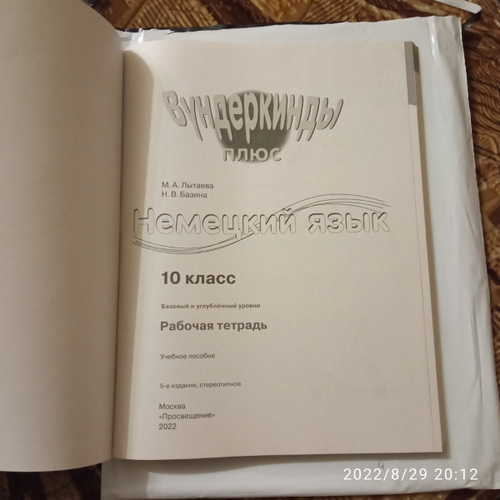 Вундеркинды
плюс
М. А. Лытаева
Н. В. Базина
Немецкий язык
10 класс
Базовый и углублённый уровни
Рабочая тетрадь
Учебное пособие
5-е издание, стереотипное
Москва
«Просвещение»
2022
2022/8/29 20:12